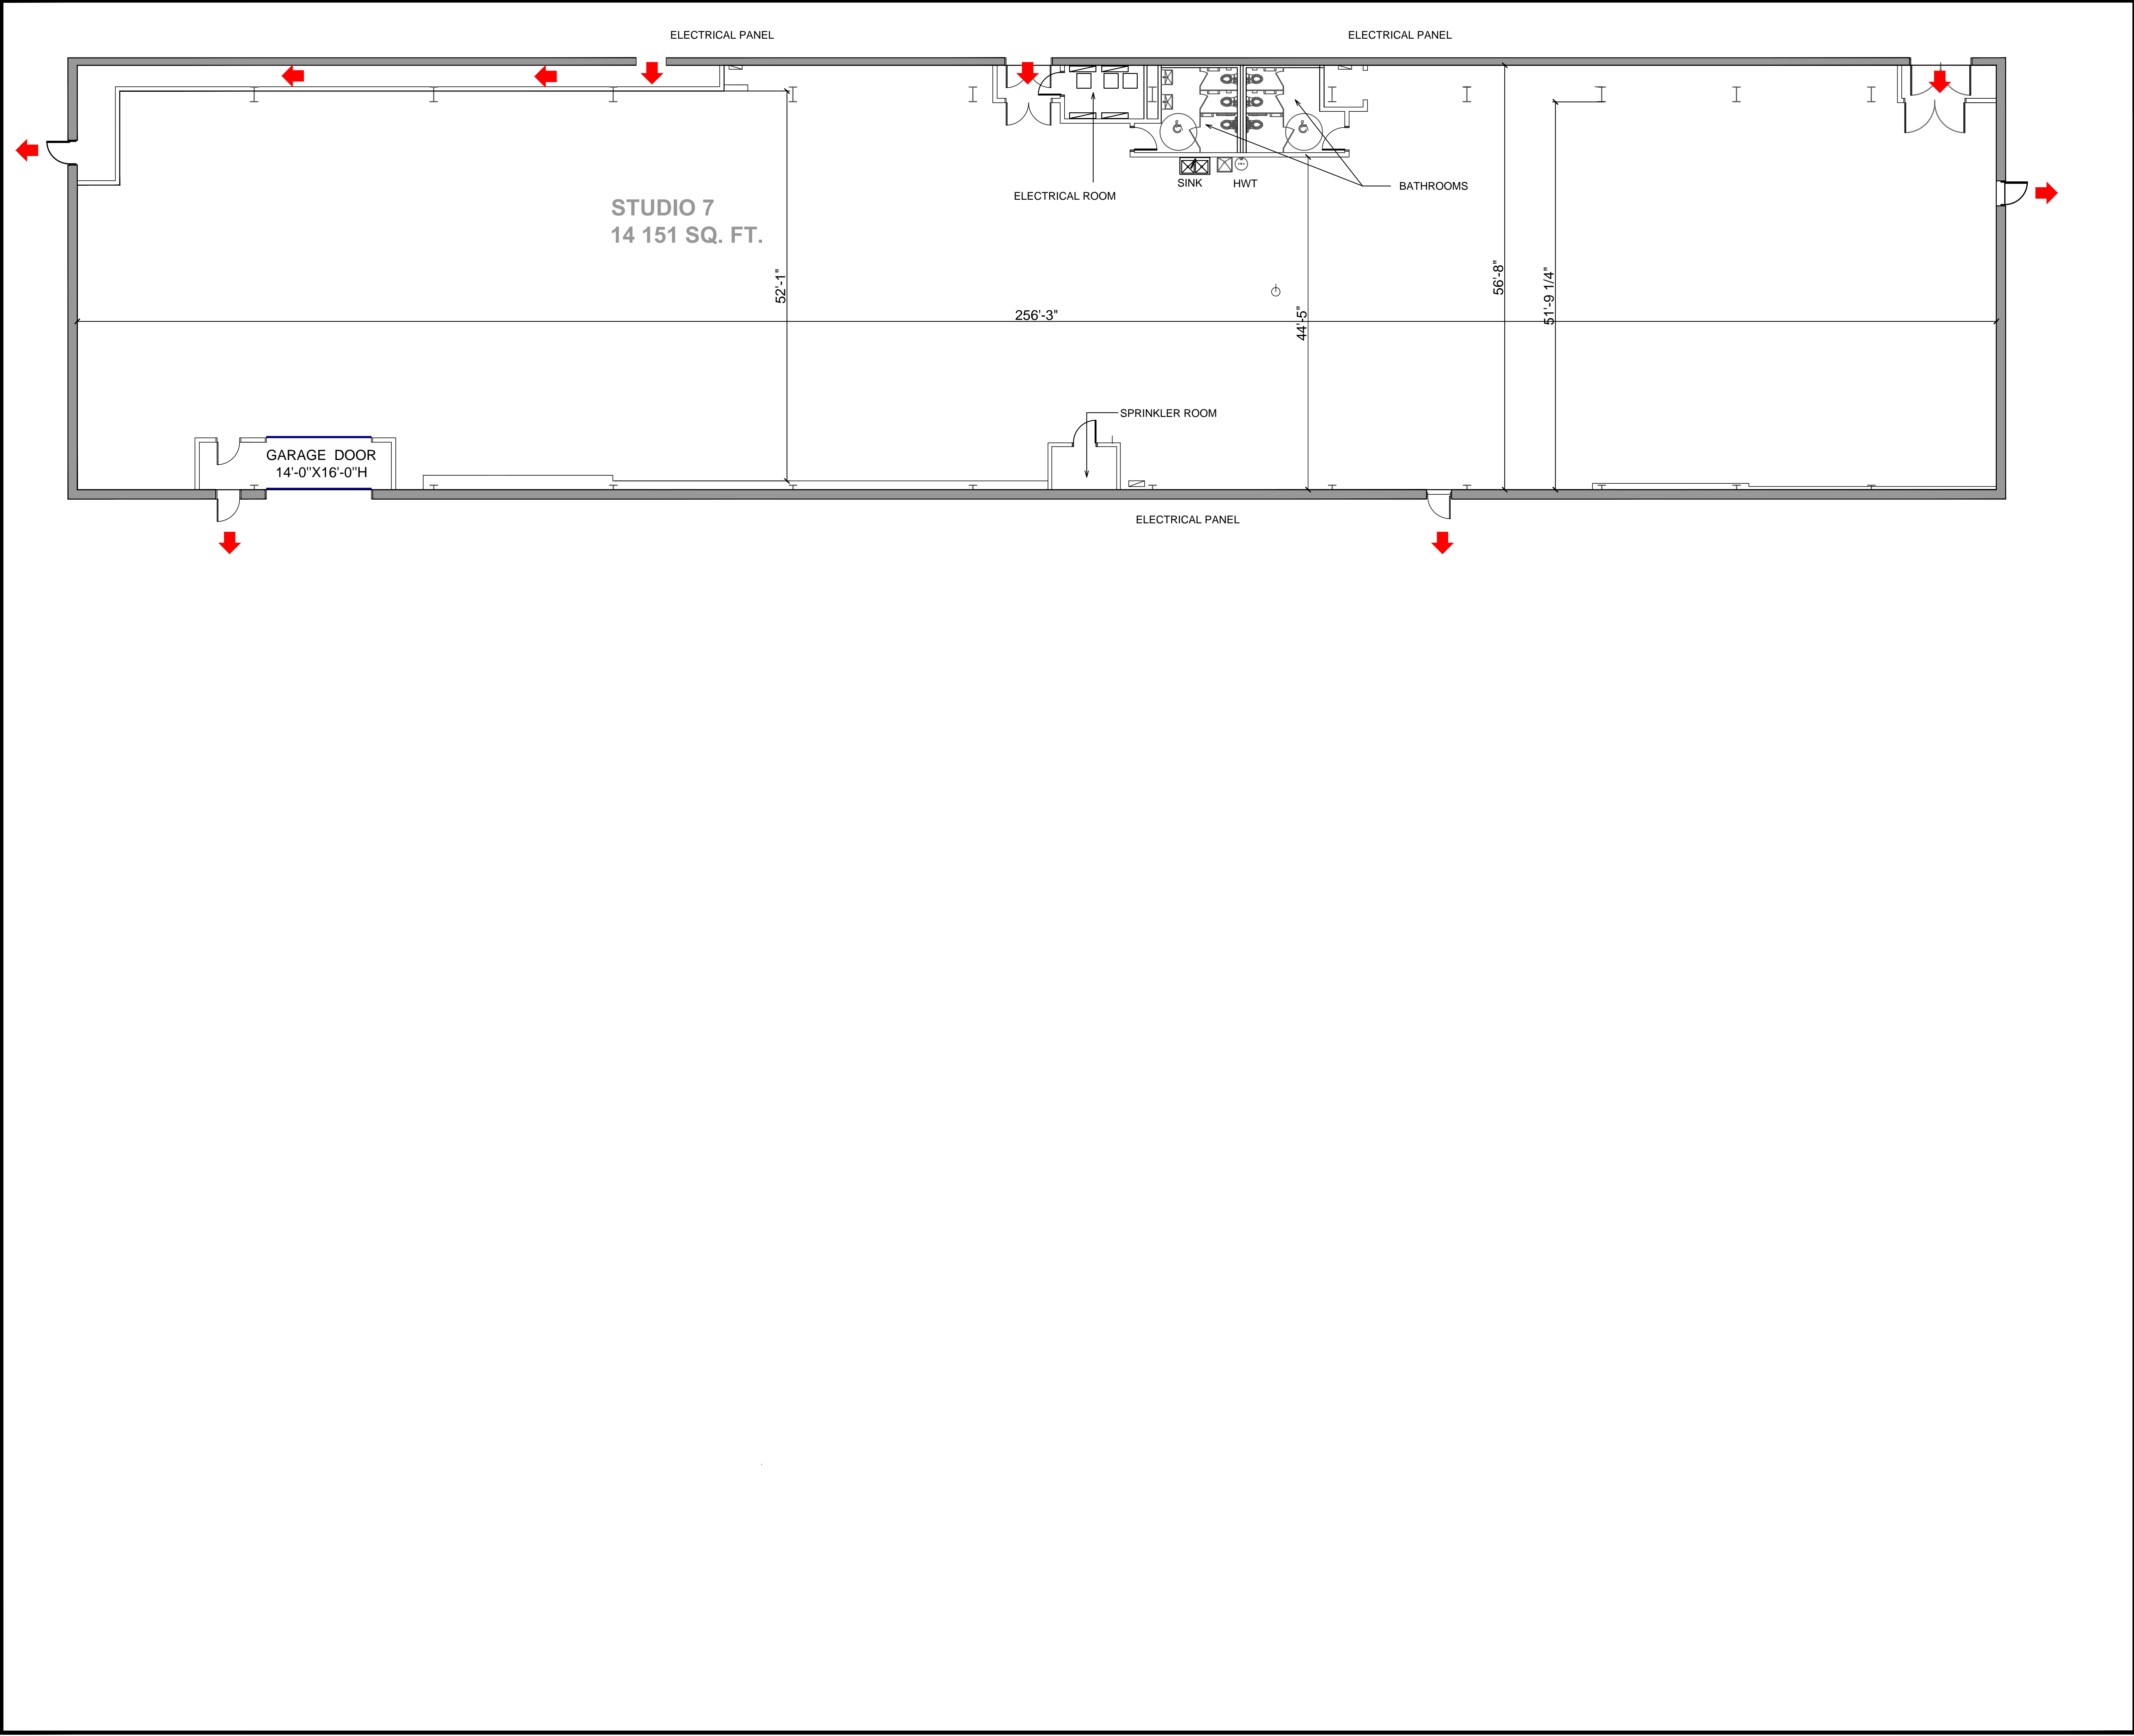 ELECTRICAL PANEL
ELECTRICAL PANEL
SINK
HWT
BATHROOMS
ELECTRICAL ROOM
STUDIO 7
14 151 SQ. FT.
52'-1"
256'-3"
44'-5"
56'-8"
51'-9 1/4"
SPRINKLER ROOM
GARAGE DOOR
14'-0"X16'-0"H
ELECTRICAL PANEL